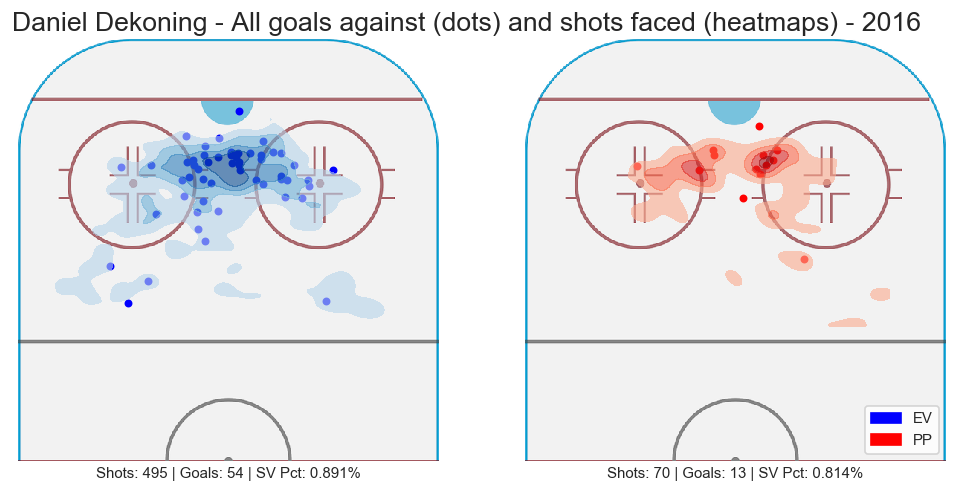 Daniel Dekoning - All goals against (dots) and shots faced (heatmaps) - 2016
EV
PP
Shots: 495 | Goals: 54 | SV Pct: 0.891%
Shots: 70 | Goals: 13 | SV Pct: 0.814%